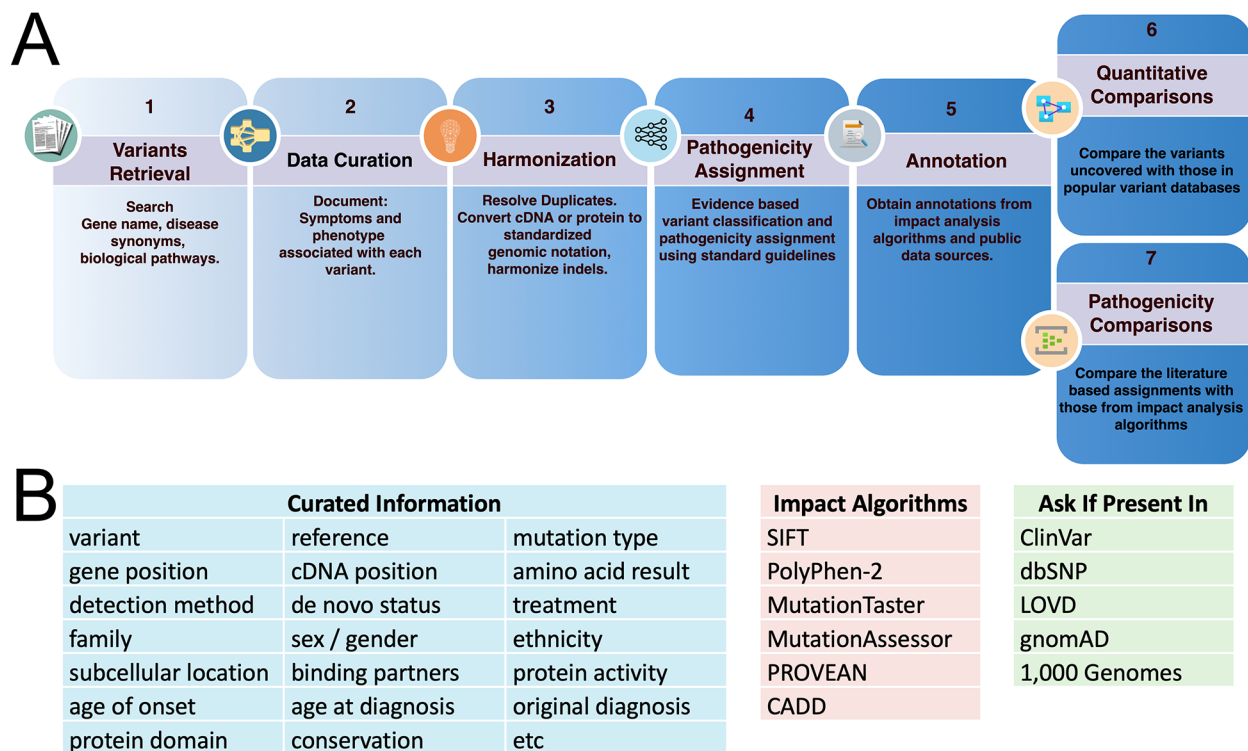 A
1
Variants
Retrieval
Search
Gene name, disease
synonyms,
biological pathways.
2
Data Curation
Document:
Symptoms and
phenotype
associated with each
variant.
3
Harmonization
Resolve Duplicates.
Convert cDNA or protein to
standardized
genomic notation,
harmonize indels.
4
Pathogenicity
Assignment
Evidence based
variant classification and
pathogenicity assignment
using standard guidelines
5
Annotation
Obtain annotations from
impact analysis
algorithms and public
data sources.
6
Quantitative
Comparisons
Compare the variants
uncovered with those in
popular variant databases
7
Pathogenicity
Comparisons
Compare the literature
based assignments with
those from impact analysis
algorithms
B
Curated Information
variant reference mutation type
gene position cDNA position amino acid result
detection method de novo status treatment
family sex / gender ethnicity
subcellular location binding partners protein activity
age of onset age at diagnosis original diagnosis
protein domain conservation etc
Impact Algorithms
SIFT
PolyPhen-2
MutationTaster
MutationAssessor
PROVEAN
CADD
Ask If Present In
ClinVar
dbSNP
LOVD
gnomAD
1,000 Genomes